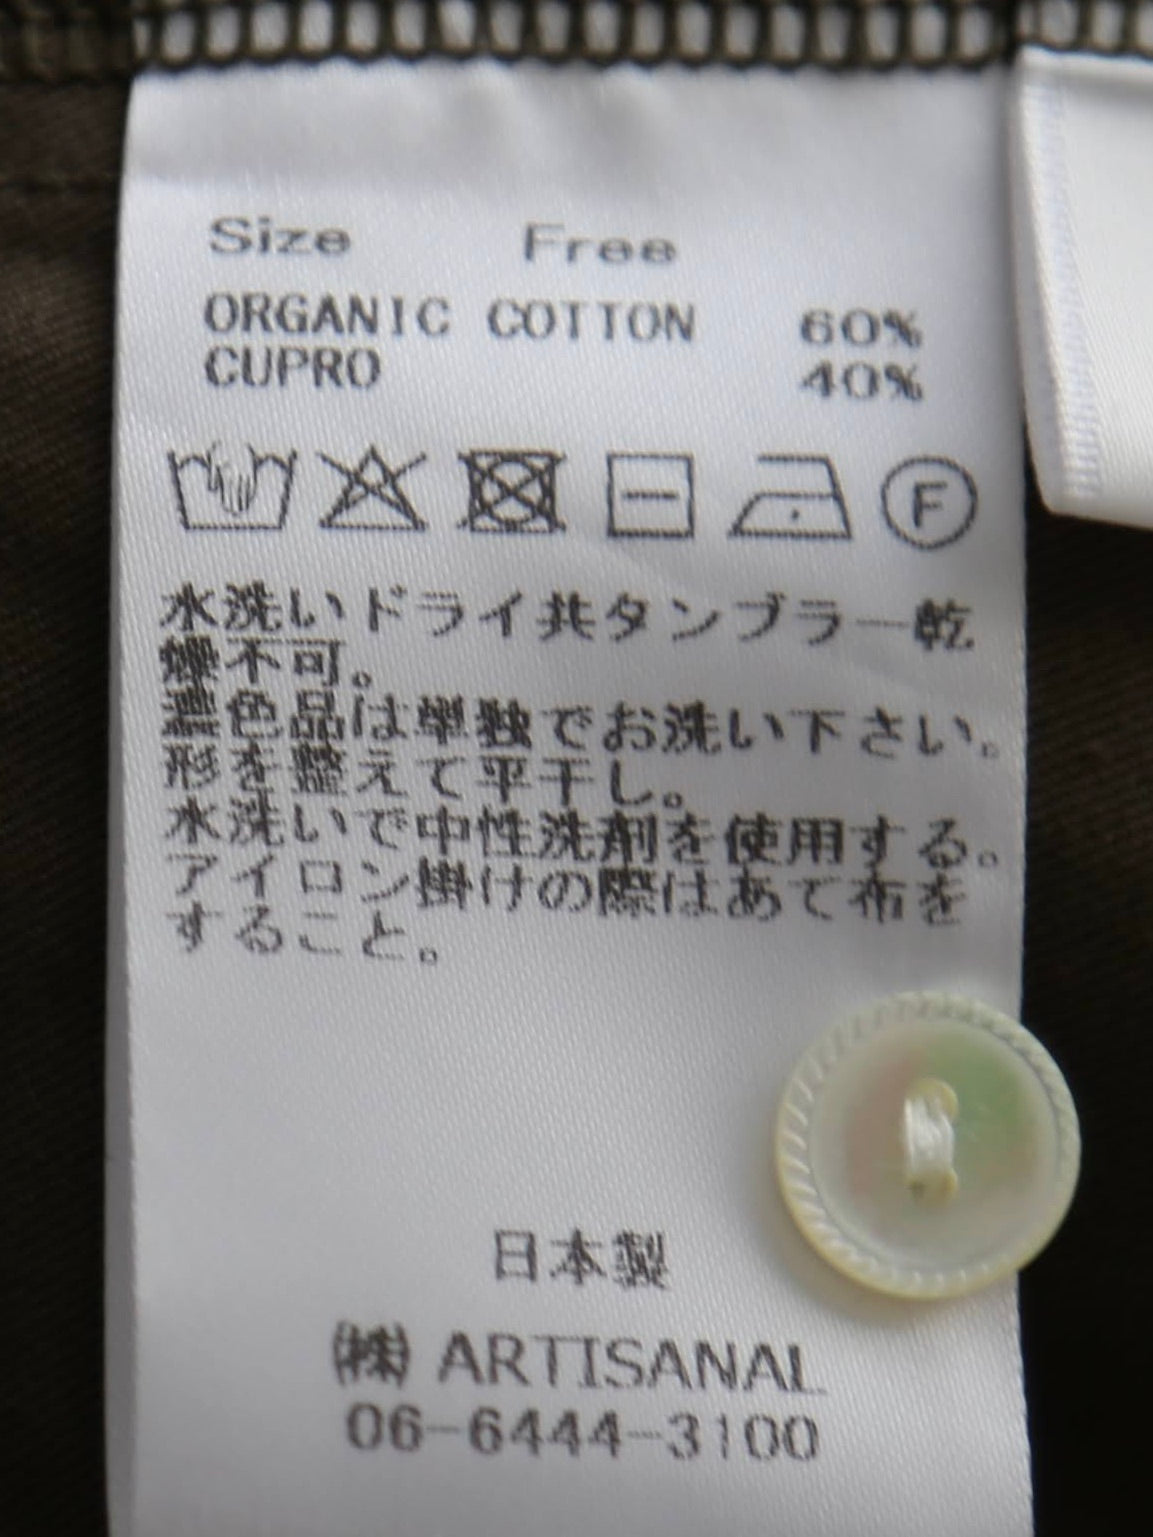 Size Free
ORGANIC COTTON 60%
CUPRO 40%
F
水洗いドライ共タンブラー乾
燥不可。
濃色品は単独でお洗い下さい。
形を整えて平干し。
水洗いで中性洗剤を使用する。
アイロン掛けの際はあて布を
すること。
日本製
㈱ ARTISANAL
06-6444-3100